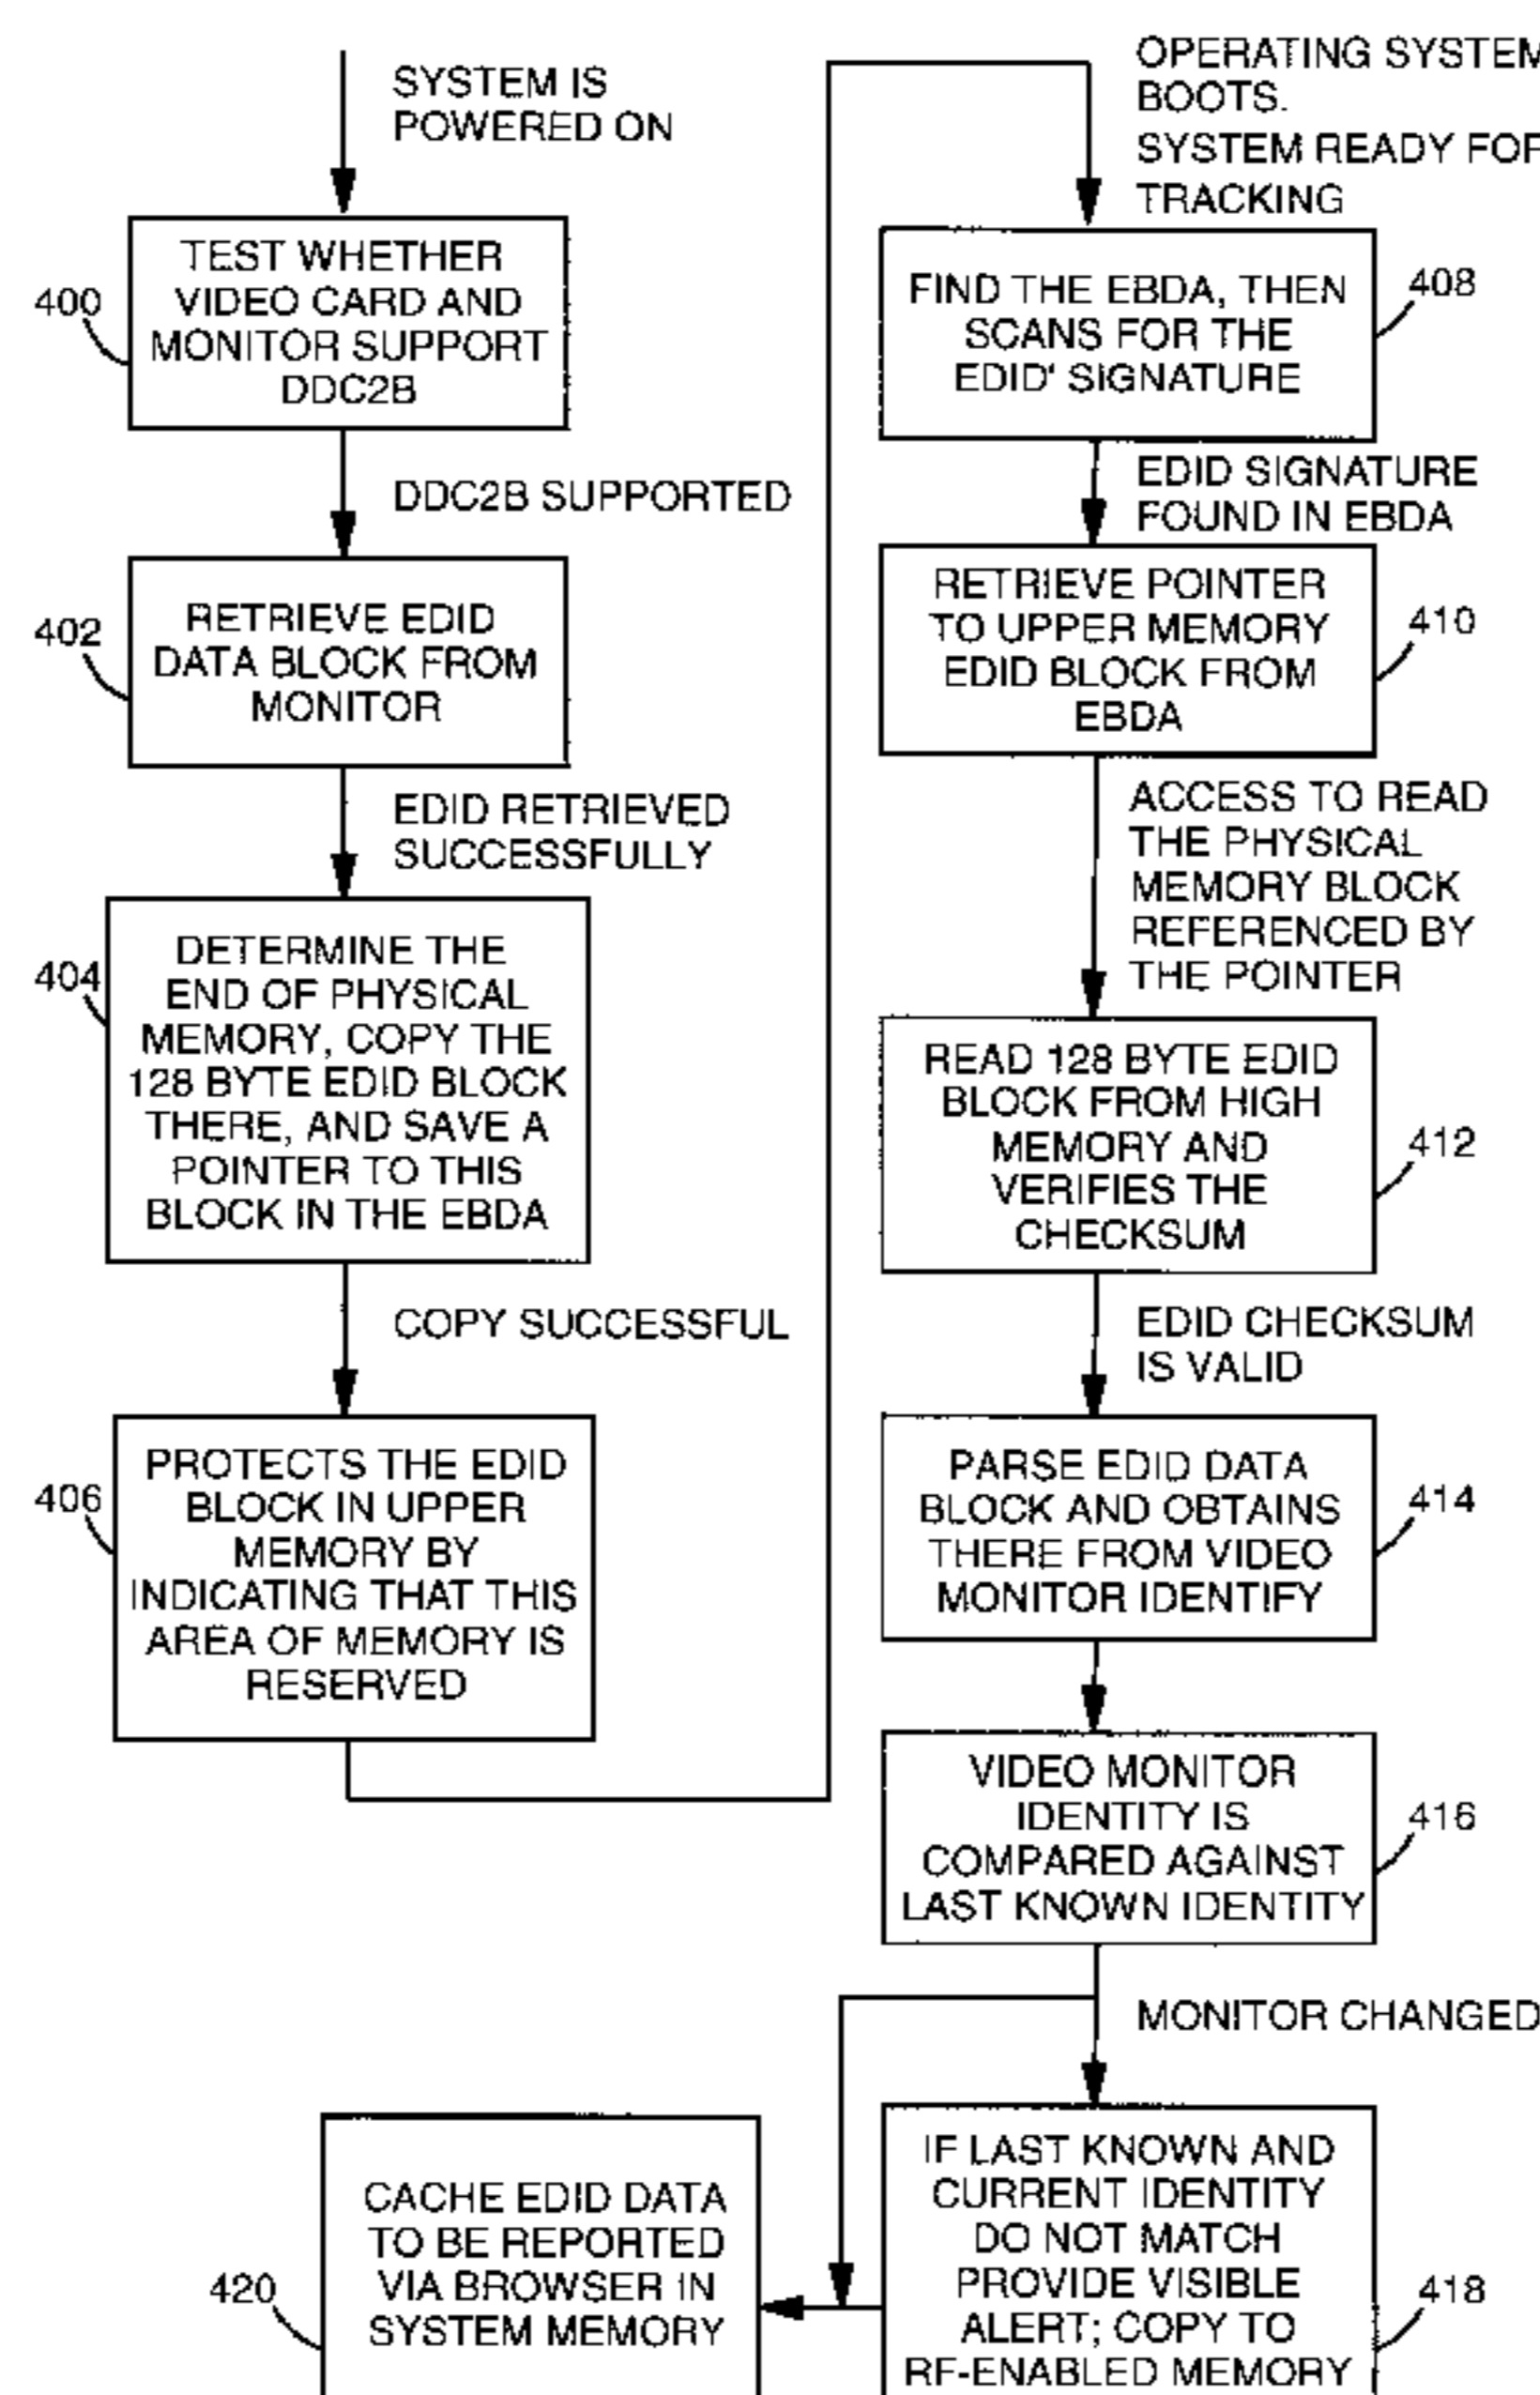 SYSTEM IS
POWERED ON
400
TEST WHETHER
VIDEO CARD AND
MONITOR SUPPORT
DDC2B
DDC2B SUPPORTED
402
RETRIEVE EDID
DATA BLOCK FROM
MONITOR
EDID RETRIEVED
SUCCESSFULLY
404
DETERMINE THE
END OF PHYSICAL
MEMORY, COPY THE
128 BYTE EDID BLOCK
THERE, AND SAVE A
POINTER TO THIS
BLOCK IN THE EBDA
COPY SUCCESSFUL
406
PROTECTS THE EDID
BLOCK IN UPPER
MEMORY BY
INDICATING THAT THIS
AREA OF MEMORY IS
RESERVED
OPERATING SYSTEM
BOOTS.
SYSTEM READY FOR
TRACKING
FIND THE EBDA, THEN
SCANS FOR THE
EDID' SIGNATURE
408
EDID SIGNATURE
FOUND IN EBDA
RETRIEVE POINTER
TO UPPER MEMORY
EDID BLOCK FROM
EBDA
410
ACCESS TO READ
THE PHYSICAL
MEMORY BLOCK
REFERENCED BY
THE POINTER
READ 128 BYTE EDID
BLOCK FROM HIGH
MEMORY AND
VERIFIES THE
CHECKSUM
412
EDID CHECKSUM
IS VALID
PARSE EDID DATA
BLOCK AND OBTAINS
THERE FROM VIDEO
MONITOR IDENTIFY
414
VIDEO MONITOR
IDENTITY IS
COMPARED AGAINST
LAST KNOWN IDENTITY
416
MONITOR CHANGED
IF LAST KNOWN AND
CURRENT IDENTITY
DO NOT MATCH
PROVIDE VISIBLE
ALERT; COPY TO
RF-ENABLED MEMORY
418
CACHE EDID DATA
TO BE REPORTED
VIA BROWSER IN
SYSTEM MEMORY
420